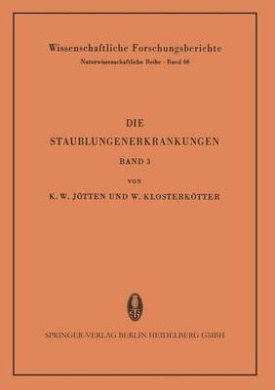 Wissenschaftliche Forschungsberichte
Naturwissenschaftliche Reihe - Band 66
DIE
STAUBLUNGENERKRANKUNGEN
BAND 3
VON
K. W. JÖTTEN UND W. KLOSTERKÖTTER
SPRINGER-VERLAG BERLIN HEIDELBERG GMBH